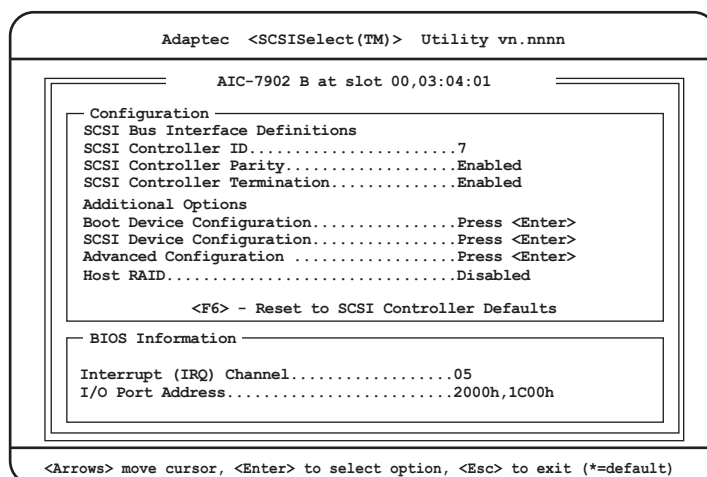 Adaptec <SCSISelect(TM)> Utility vn.nnnn
AIC-7902 B at slot 00,03:04:01
Configuration
SCSI Bus Interface Definitions
SCSI Controller ID.......................7
SCSI Controller Parity...................Enabled
SCSI Controller Termination..............Enabled
Additional Options
Boot Device Configuration................Press <Enter>
SCSI Device Configuration................Press <Enter>
Advanced Configuration ..................Press <Enter>
Host RAID................................Disabled
<F6> - Reset to SCSI Controller Defaults
BIOS Information
Interrupt (IRQ) Channel..................05
I/O Port Address.........................2000h,1C00h
<Arrows> move cursor, <Enter> to select option, <Esc> to exit (*=default)